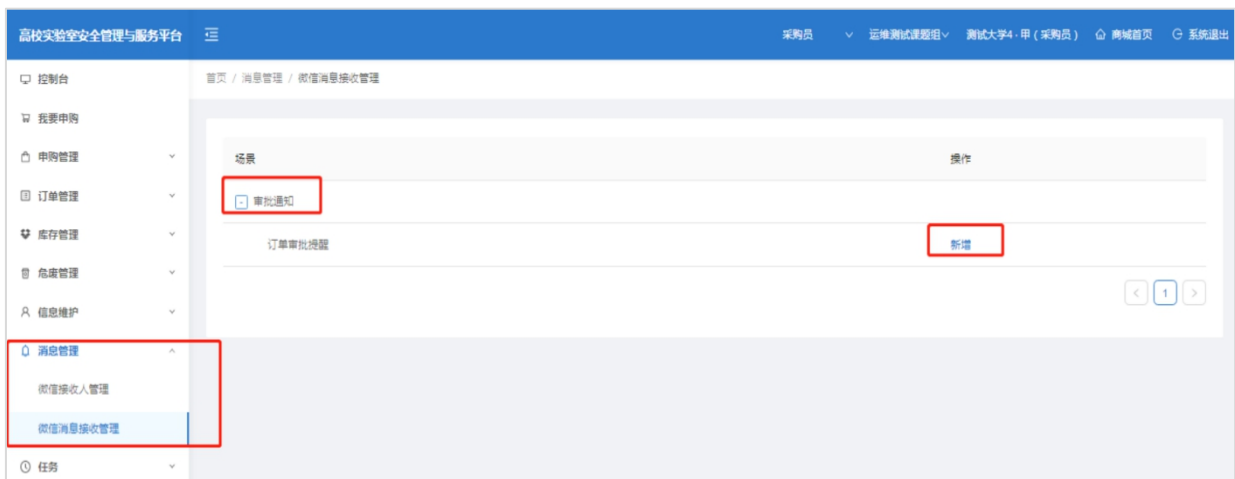 高校实验室安全管理与服务平台
采购员 运维测试课题组 测试大学4 - 甲 ( 采购员 ) 商城首页 系统退出
控制台
首页 / 消息管理 / 微信消息接收管理
我要申购
申购管理
场景 操作
订单管理
审批通知
库存管理
订单审批提醒 新增
危废管理
1
信息维护
消息管理
微信接收人管理
微信消息接收管理
任务